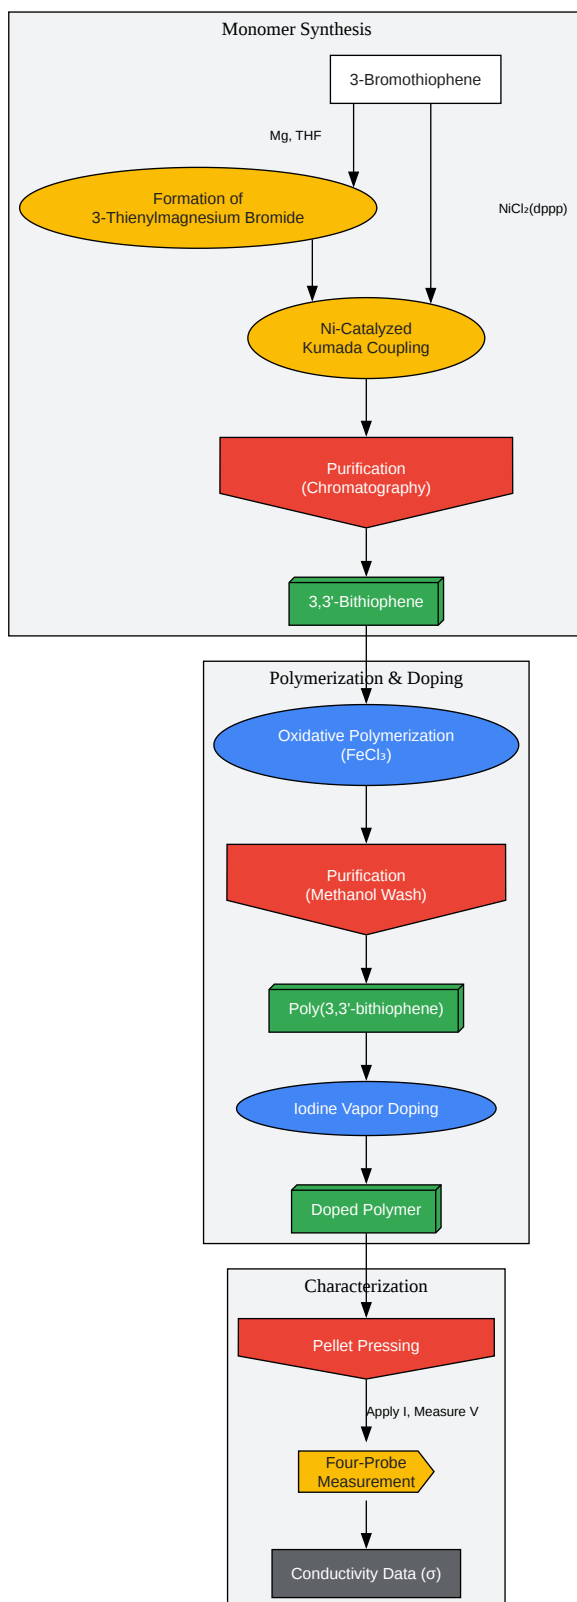 Monomer Synthesis
3-Bromothiophene
Mg, THF
Formation of
3-Thienylmagnesium Bromide
NiCl₂(dppp)
Ni-Catalyzed
Kumada Coupling
Purification
(Chromatography)
3,3'-Bithiophene
Polymerization & Doping
Oxidative Polymerization
(FeCl₃)
Purification
(Methanol Wash)
Poly(3,3'-bithiophene)
Iodine Vapor Doping
Doped Polymer
Characterization
Pellet Pressing
Apply I, Measure V
Four-Probe
Measurement
Conductivity Data (σ)